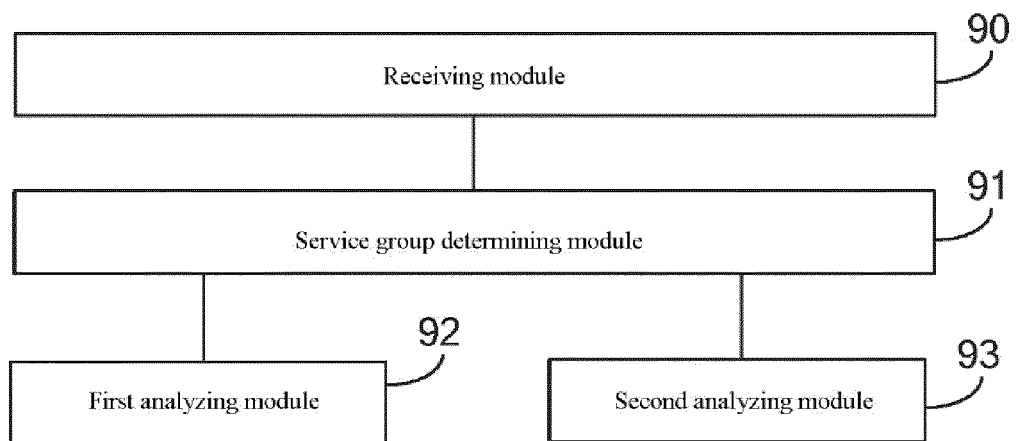 90
Receiving module
91
Service group determining module
92
First analyzing module
93
Second analyzing module